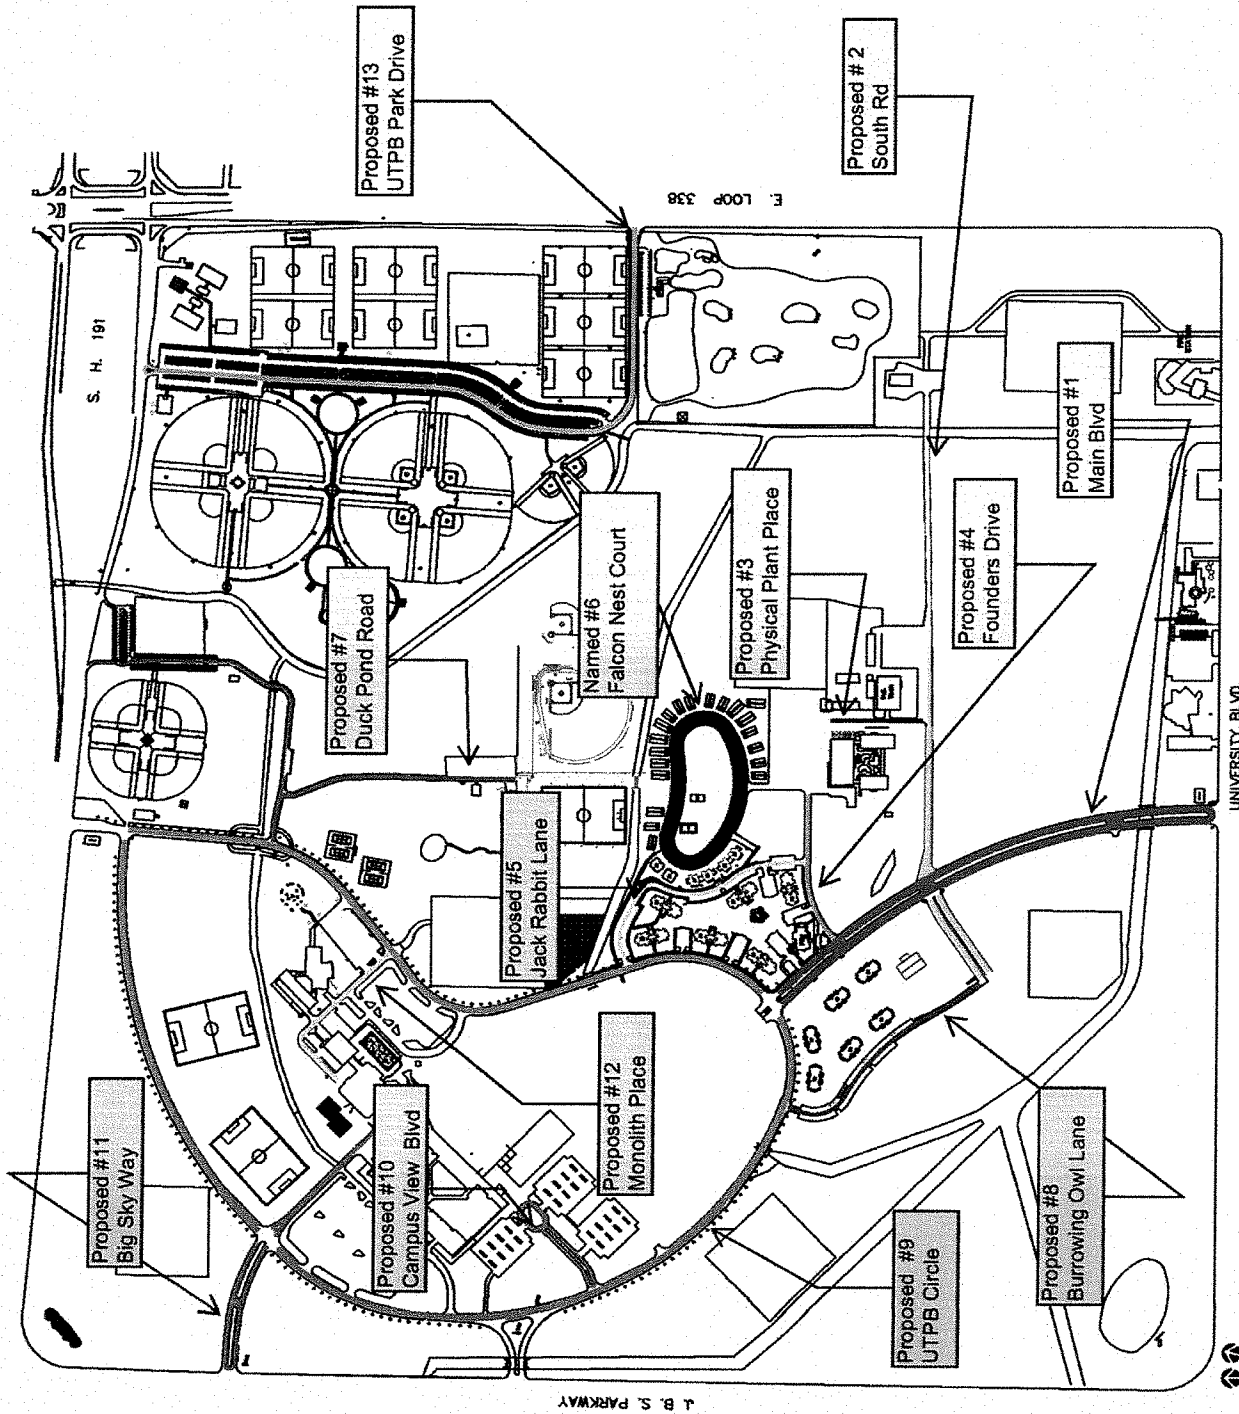 Proposed #13
UTPB Park Drive
Proposed # 2
South Rd
E. LOOP 338
S. H. 191
Proposed #1
Main Blvd
Proposed #4
Founders Drive
Proposed #3
Physical Plant Place
Named #6
Falcon Nest Court
Proposed #7
Duck Pond Road
Proposed #5
Jack Rabbit Lane
UNIVERSITY BLVD
Proposed #12
Monolith Place
Proposed #10
Campus View Blvd
Proposed #11
Big Sky Way
Proposed #9
UTPB Circle
Proposed #8
Burrowing Owl Lane
J. B. S. PARKWAY